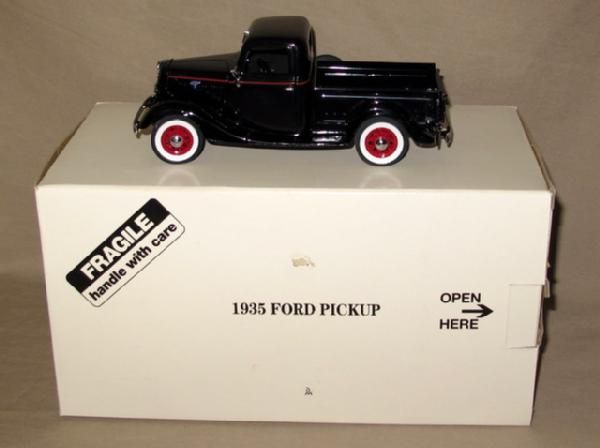 FRAGILE
handle with care
1935 FORD PICKUP
OPEN
HERE